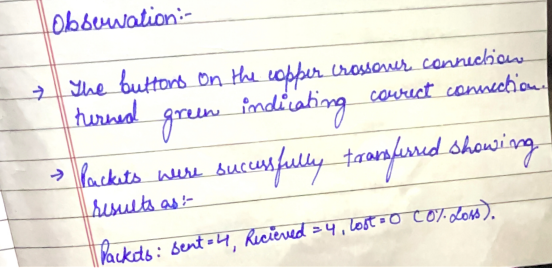 Observation:-
→ The buttons on the copper crossover connection
turned green indicating correct connection.
→ Packets were successfully transferred showing
results as:-
Packets: Sent=4, Recieved=4, Lost=0 (0% Loss).